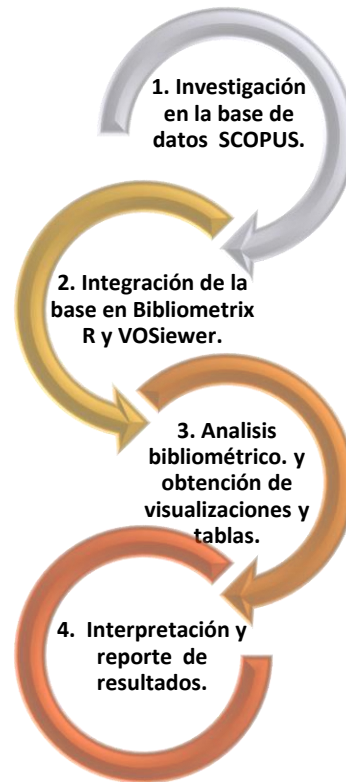 1. Investigación
en la base de
datos SCOPUS.
2. Integración de la
base en Bibliometrix
R y VOSiewer.
3. Analisis
bibliométrico. y
obtención de
visualizaciones y
tablas.
4. Interpretación y
reporte de
resultados.